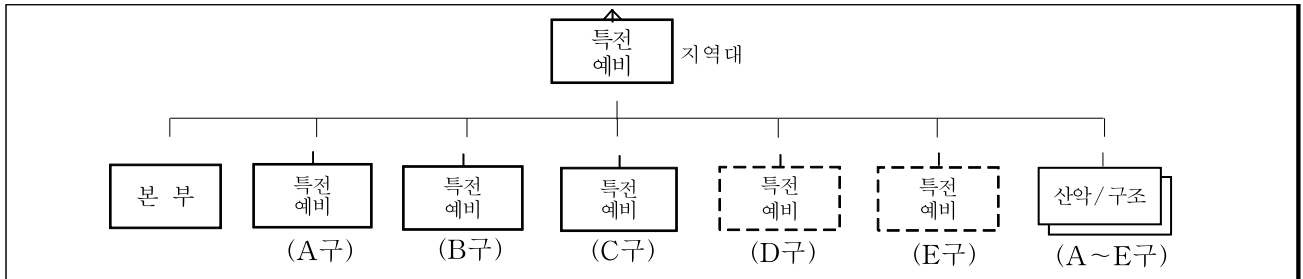 특전
예비
지역대
본 부
특전
예비
특전
예비
특전
예비
특전
예비
특전
예비
산악/구조
(A구)
(B구)
(C구)
(D구)
(E구)
(A～E구)